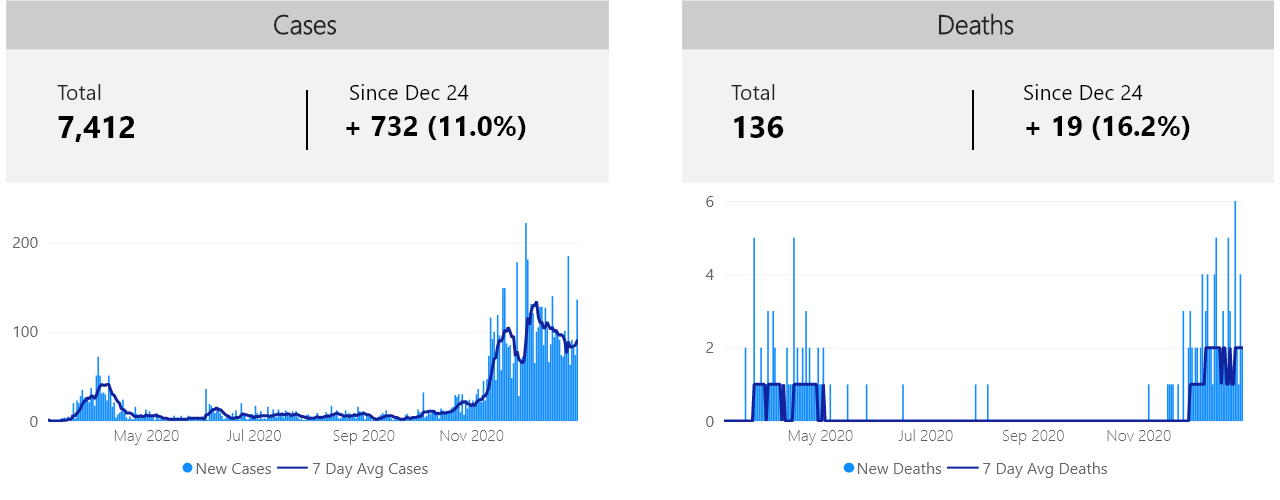 Cases
Total
7,412
Since Dec 24
+ 732 (11.0%)
200
100
0
May 2020 Jul 2020 Sep 2020 Nov 2020
New Cases 7 Day Avg Cases
Deaths
Total
136
Since Dec 24
+ 19 (16.2%)
6
4
2
0
May 2020 Jul 2020 Sep 2020 Nov 2020
New Deaths 7 Day Avg Deaths